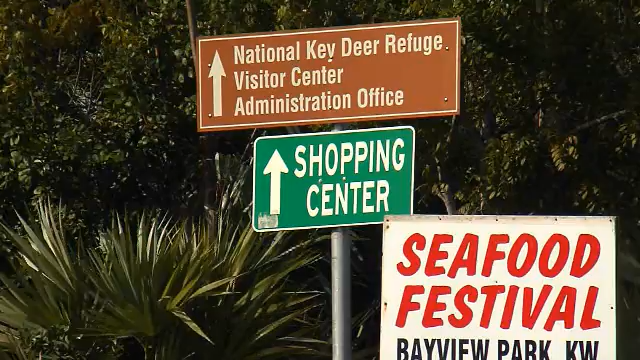 National Key Deer Refuge
Visitor Center
Administration Office
SHOPPING
CENTER
SEAFOOD
FESTIVAL
BAYVIEW PARK, KW